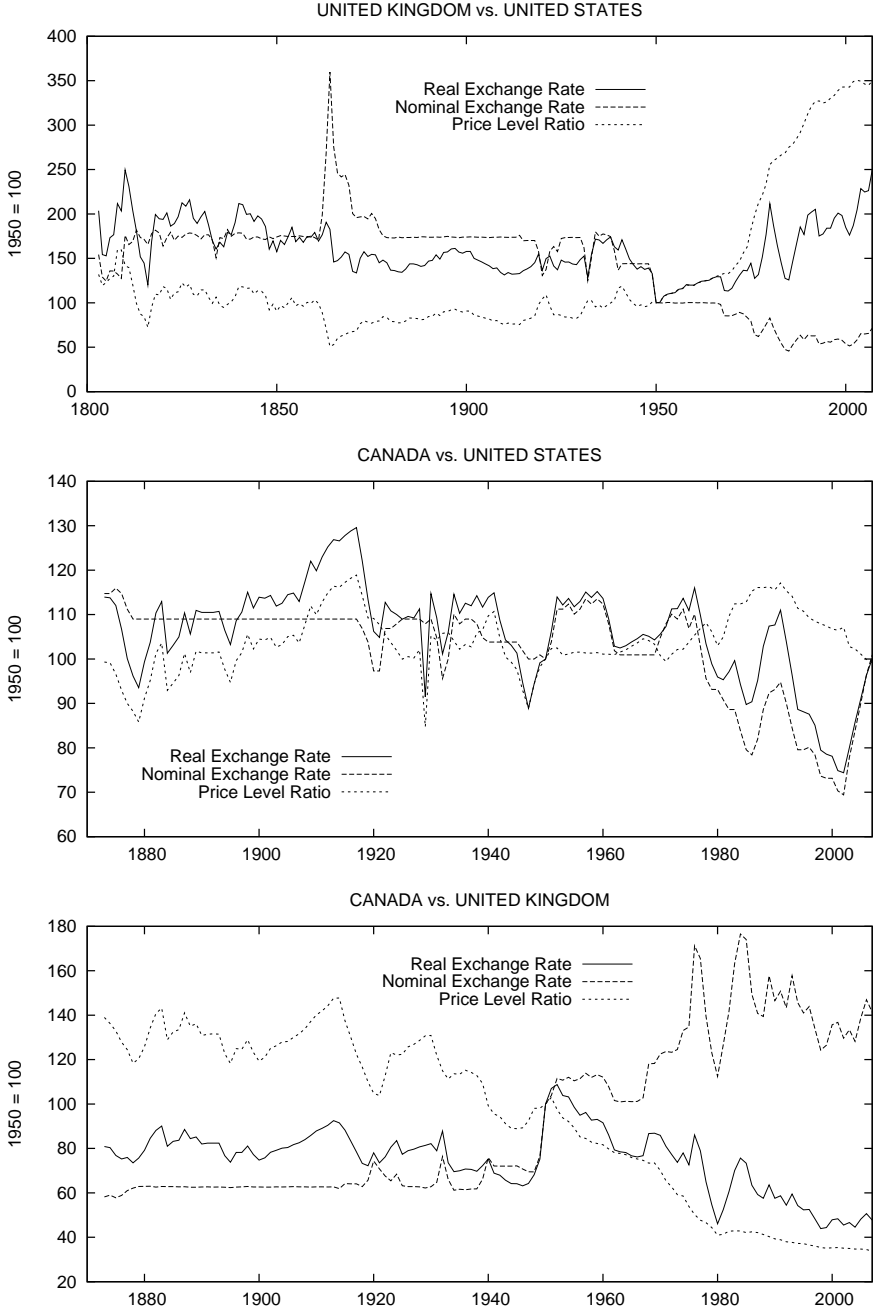 UNITED KINGDOM vs. UNITED STATES
400
350
300
250
200
150
100
50
0
1950 = 100
Real Exchange Rate
Nominal Exchange Rate
Price Level Ratio
1800 1850 1900 1950 2000
CANADA vs. UNITED STATES
140
130
120
110
100
90
80
70
60
1950 = 100
Real Exchange Rate
Nominal Exchange Rate
Price Level Ratio
1880 1900 1920 1940 1960 1980 2000
CANADA vs. UNITED KINGDOM
180
160
140
120
100
80
60
40
20
1950 = 100
Real Exchange Rate
Nominal Exchange Rate
Price Level Ratio
1880 1900 1920 1940 1960 1980 2000